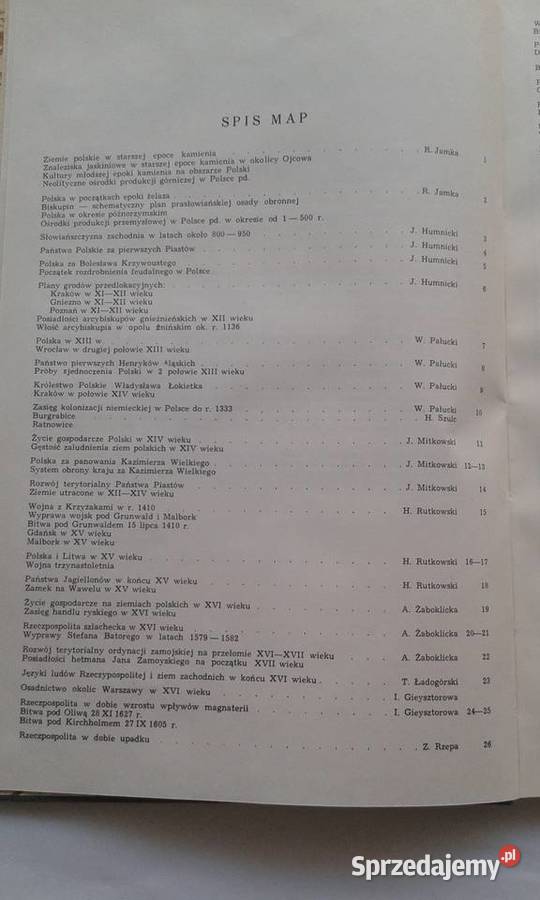 SPIS MAP
Ziemie polskie w starszej epoce kamienia . . . R. Jamka 1
Znaleziska jaskiniowe w starszej epoce kamienia w okolicy Ojcowa
Kultury młodszej epoki kamienia na obszarze Polski
Neolityczne ośrodki produkcji górniczej w Polsce pd.
Polska w początkach epoki żelaza . . . R. Jamka 2
Biskupin — schematyczny plan prasłowiańskiej osady obronnej
Polska w okresie późnorzymskim
Ośrodki produkcji przemysłowej w Polsce pd. w okresie od 1—500 r.
Słowiańszczyzna zachodnia w latach około 800—950 . . . J. Humnicki 3
Państwo Polskie za pierwszych Piastów . . . J. Humnicki 4
Polska za Bolesława Krzywoustego . . . J. Humnicki 5
Początek rozdrobnienia feudalnego w Polsce
Plany grodów przedlokacyjnych: . . . J. Humnicki 6
Kraków w XI—XII wieku
Gniezno w XI—XII wieku
Poznań w XI—XII wieku
Posiadłości arcybiskupów gnieźnieńskich w XII wieku
Włość arcybiskupia w opolu żnińskim ok. r. 1136
Polska w XIII w. . . . W. Pałucki 7
Wrocław w drugiej połowie XIII wieku
Państwo pierwszych Henryków śląskich . . . W. Pałucki 8
Próby zjednoczenia Polski w 2 połowie XIII wieku
Królestwo Polskie Władysława Łokietka . . . W. Pałucki 9
Kraków w połowie XIV wieku
Zasięg kolonizacji niemieckiej w Polsce do r. 1333 . . . W. Pałucki 10
Burgrabice . . . H. Szulc
Ratnowice
Życie gospodarcze Polski w XIV wieku . . . J. Mitkowski 11
Gęstość zaludnienia ziem polskich w XIV wieku
Polska za panowania Kazimierza Wielkiego . . . J. Mitkowski 12—13
System obrony kraju za Kazimierza Wielkiego
Rozwój terytorialny Państwa Piastów . . . J. Mitkowski 14
Ziemie utracone w XII—XIV wieku
Wojna z Krzyżakami w r. 1410 . . . H. Rutkowski 15
Wyprawa wojsk pod Grunwald i Malbork
Bitwa pod Grunwaldem 15 lipca 1410 r.
Gdańsk w XV wieku
Malbork w XV wieku
Polska i Litwa w XV wieku . . . H. Rutkowski 16—17
Wojna trzynastoletnia
Państwa Jagiellonów w końcu XV wieku . . . H. Rutkowski 18
Zamek na Wawelu w XV wieku
Życie gospodarcze na ziemiach polskich w XVI wieku . . . A. Żaboklicka 19
Zasięg handlu ryskiego w XVI wieku
Rzeczpospolita szlachecka w XVI wieku . . . A. Żaboklicka 20—21
Wyprawy Stefana Batorego w latach 1579—1582
Rozwój terytorialny ordynacji zamojskiej na przełomie XVI—XVII wieku . . . A. Żaboklicka 22
Posiadłości hetmana Jana Zamoyskiego na początku XVII wieku
Języki ludów Rzeczypospolitej i ziem zachodnich w końcu XVI wieku . . . T. Ładogórski 23
Osadnictwo okolic Warszawy w XVI wieku . . . I. Gieysztorowa
Rzeczpospolita w dobie wzrostu wpływów magnaterii . . . I. Gieysztorowa 24—25
Bitwa pod Oliwą 28 XI 1627 r.
Bitwa pod Kircholmem 27 IX 1605 r.
Rzeczpospolita w dobie upadku . . . Z. Rzepa 26
Sprzedajemy.pl